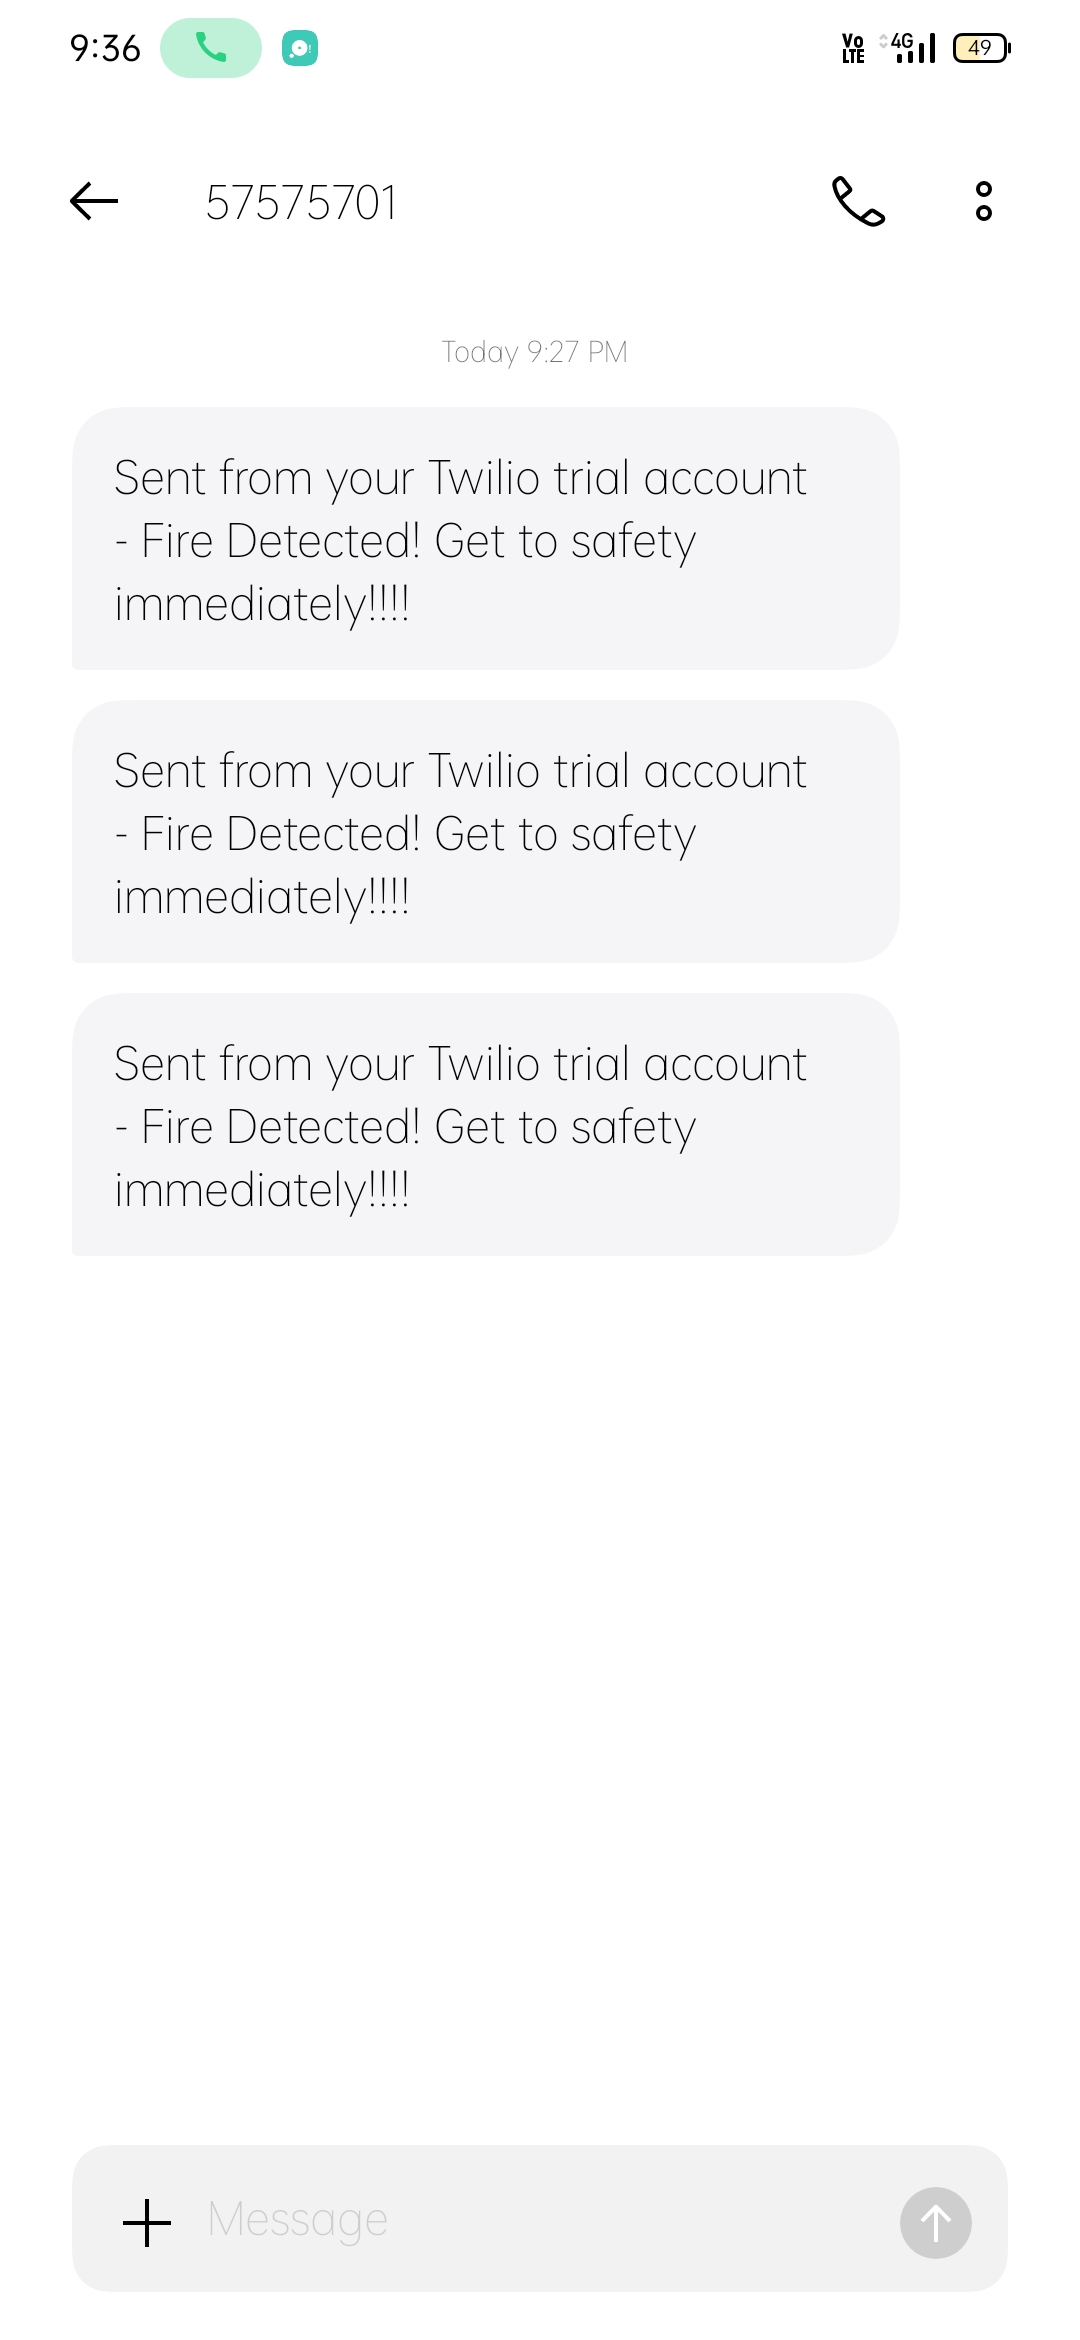 9:36
Vo
LTE
4G
49
57575701
Today 9:27 PM
Sent from your Twilio trial account
- Fire Detected! Get to safety
immediately!!!!
Sent from your Twilio trial account
- Fire Detected! Get to safety
immediately!!!!
Sent from your Twilio trial account
- Fire Detected! Get to safety
immediately!!!!
Message